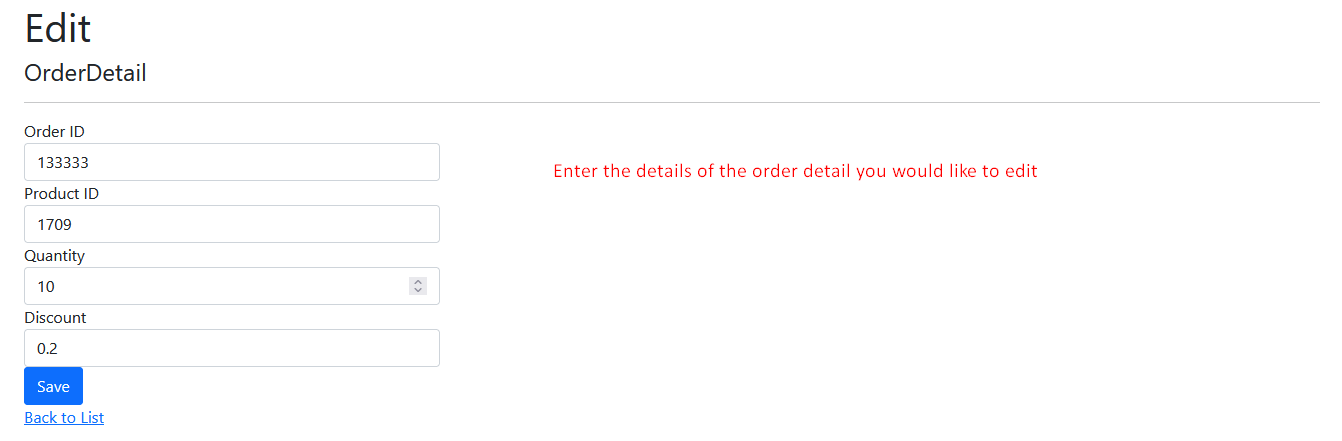 Edit
OrderDetail
Order ID
133333
Enter the details of the order detail you would like to edit
Product ID
1709
Quantity
10
Discount
0.2
Save
Back to List